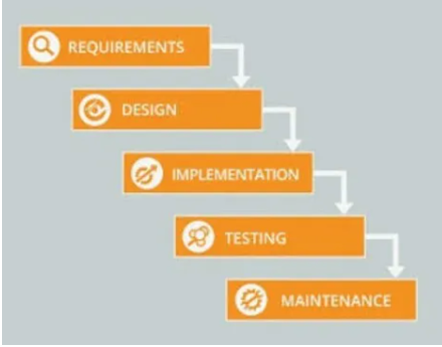 REQUIREMENTS
DESIGN
IMPLEMENTATION
TESTING
MAINTENANCE